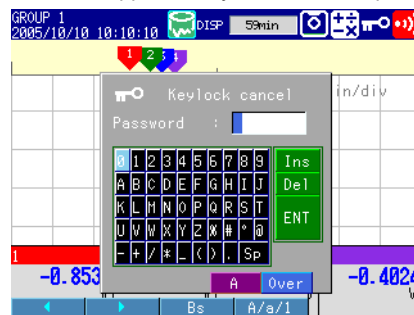 GROUP 1
2005/10/10 10:10:10 DISP 59min
1 2 3 4
in/div
Keylock cancel
Password :
0 1 2 3 4 5 6 7 8 9 Ins
A B C D E F G H I J Del
K L M N O P Q R S T
ENT
U V W X Y Z % # ° @
- + / * _ ( ) . Sp
A Over
1
-0.853 -0.4024
V
Bs A/a/1